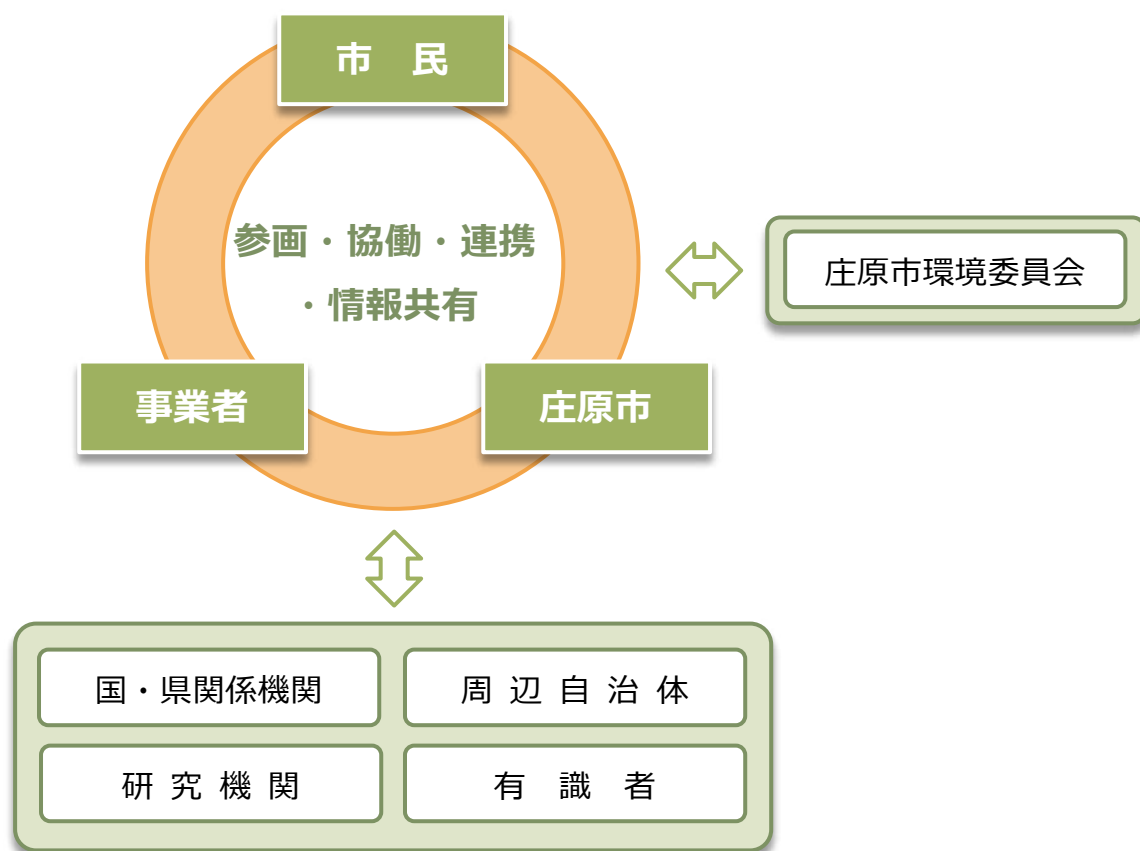 市　民
参画・協働・連携
・情報共有
庄原市環境委員会
事業者
庄原市
国・県関係機関
周 辺 自 治 体
研 究 機 関
有　識　者